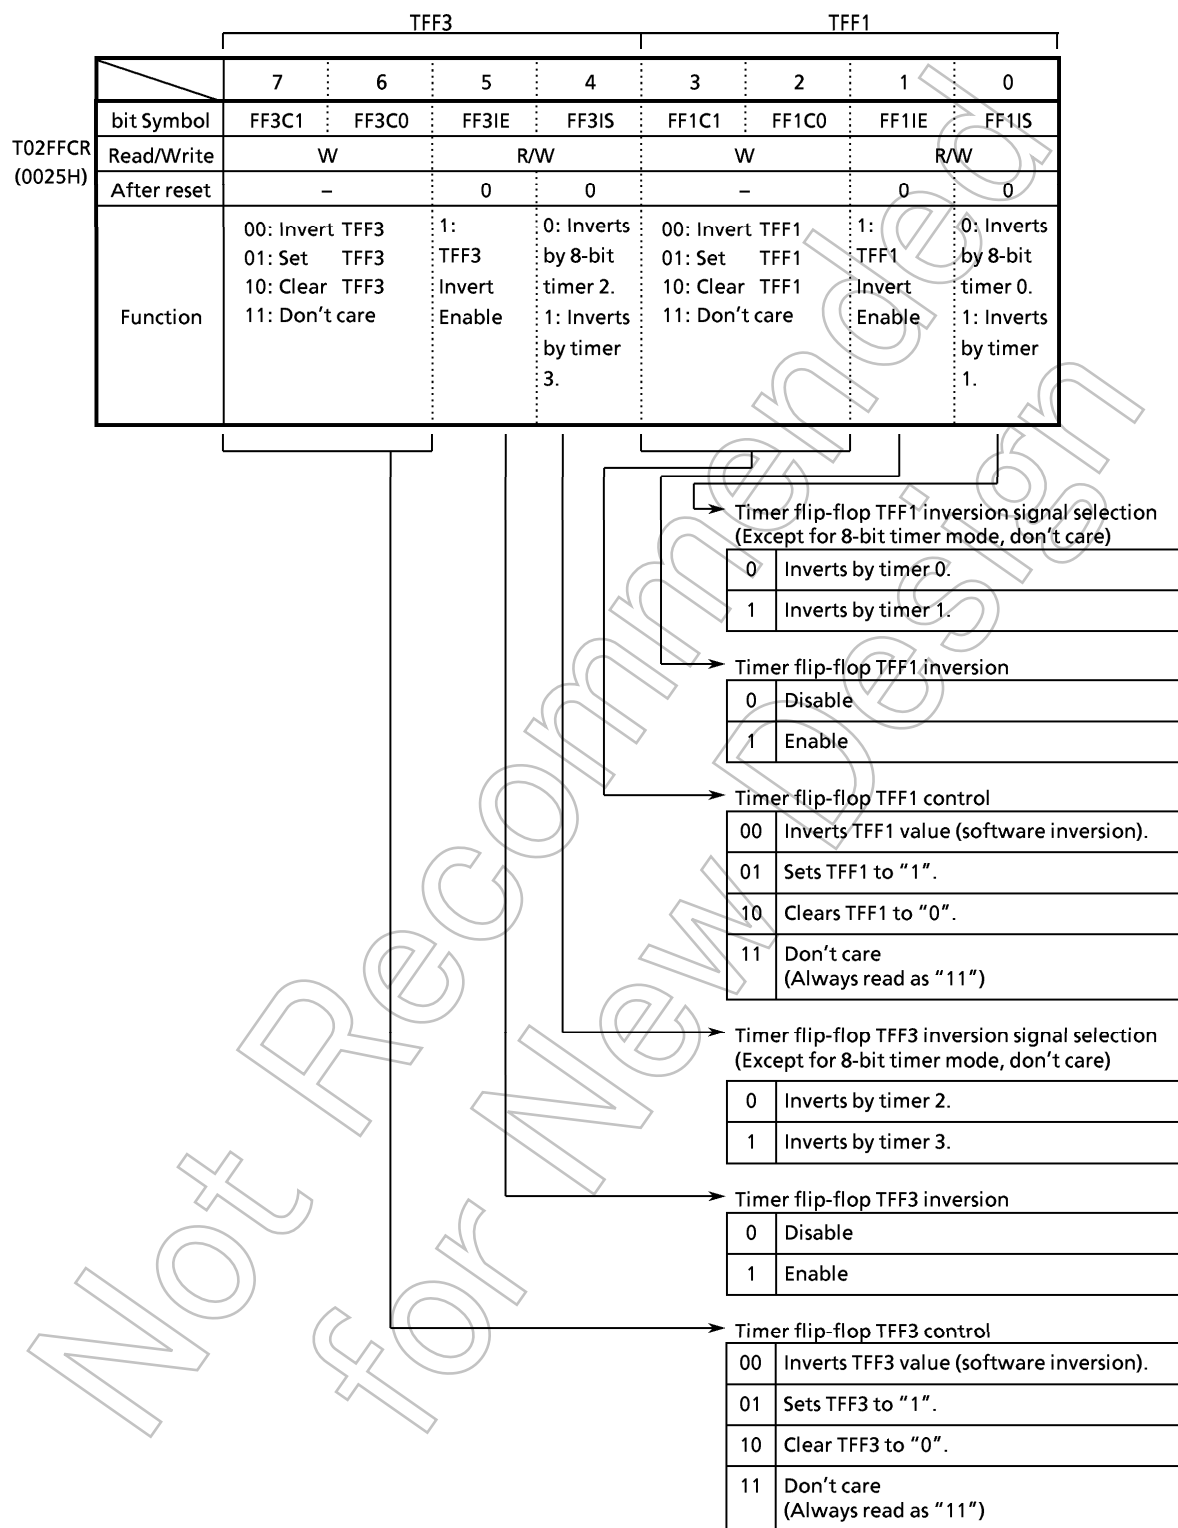 TFF3 TFF1
7 6 5 4 3 2 1 0
bit Symbol FF3C1 FF3C0 FF3IE FF3IS FF1C1 FF1C0 FF1IE FF1IS
T02FFCR
(0025H)
Read/Write W R/W W R/W
After reset – 0 0 – 0 0
Function
00: Invert TFF3
01: Set TFF3
10: Clear TFF3
11: Don't care
1:
TFF3
Invert
Enable
0: Inverts
by 8-bit
timer 2.
1: Inverts
by timer
3.
00: Invert TFF1
01: Set TFF1
10: Clear TFF1
11: Don't care
1:
TFF1
Invert
Enable
0: Inverts
by 8-bit
timer 0.
1: Inverts
by timer
1.
Timer flip-flop TFF1 inversion signal selection
(Except for 8-bit timer mode, don't care)
0 Inverts by timer 0.
1 Inverts by timer 1.
Timer flip-flop TFF1 inversion
0 Disable
1 Enable
Timer flip-flop TFF1 control
00 Inverts TFF1 value (software inversion).
01 Sets TFF1 to "1".
10 Clears TFF1 to "0".
11 Don't care
(Always read as "11")
Timer flip-flop TFF3 inversion signal selection
(Except for 8-bit timer mode, don't care)
0 Inverts by timer 2.
1 Inverts by timer 3.
Timer flip-flop TFF3 inversion
0 Disable
1 Enable
Timer flip-flop TFF3 control
00 Inverts TFF3 value (software inversion).
01 Sets TFF3 to "1".
10 Clear TFF3 to "0".
11 Don't care
(Always read as "11")
Not Recommended
for New Design